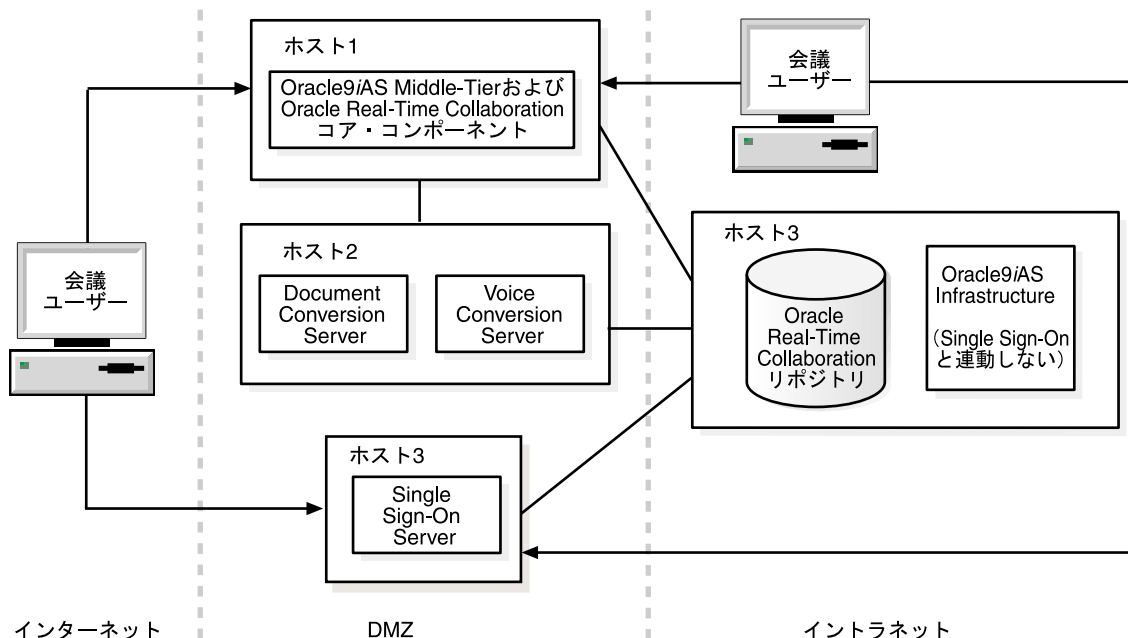 ホスト1
Oracle9iAS Middle-Tierおよび
Oracle Real-Time Collaboration
コア・コンポーネント
会議
ユーザー
会議
ユーザー
ホスト2
Document
Conversion
Server
Voice
Conversion
Server
ホスト3
Oracle
Real-Time
Collaboration
リポジトリ
Oracle9iAS
Infrastructure
(Single Sign-On
と連動しない)
ホスト3
Single
Sign-On
Server
インターネット
DMZ
イントラネット